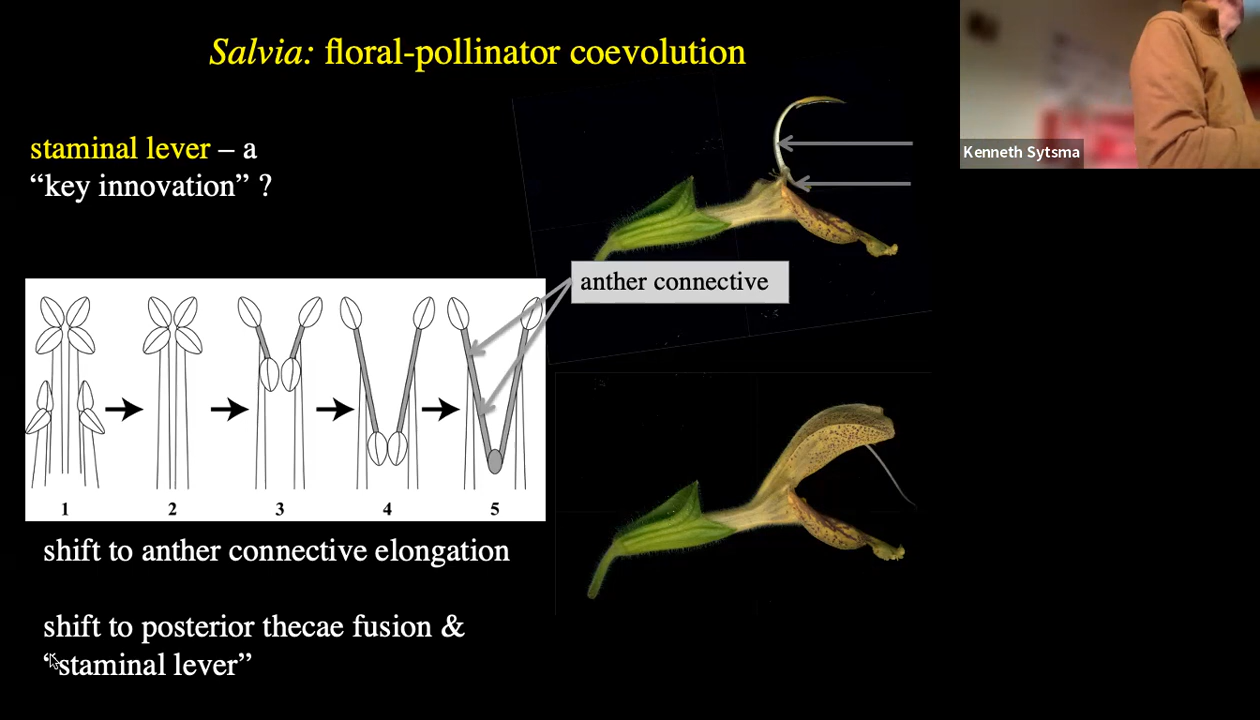 Salvia: floral-pollinator coevolution
staminal lever – a
“key innovation” ?
Kenneth Sytsma
anther connective
1 2 3 4 5
shift to anther connective elongation
shift to posterior thecae fusion &
“staminal lever”